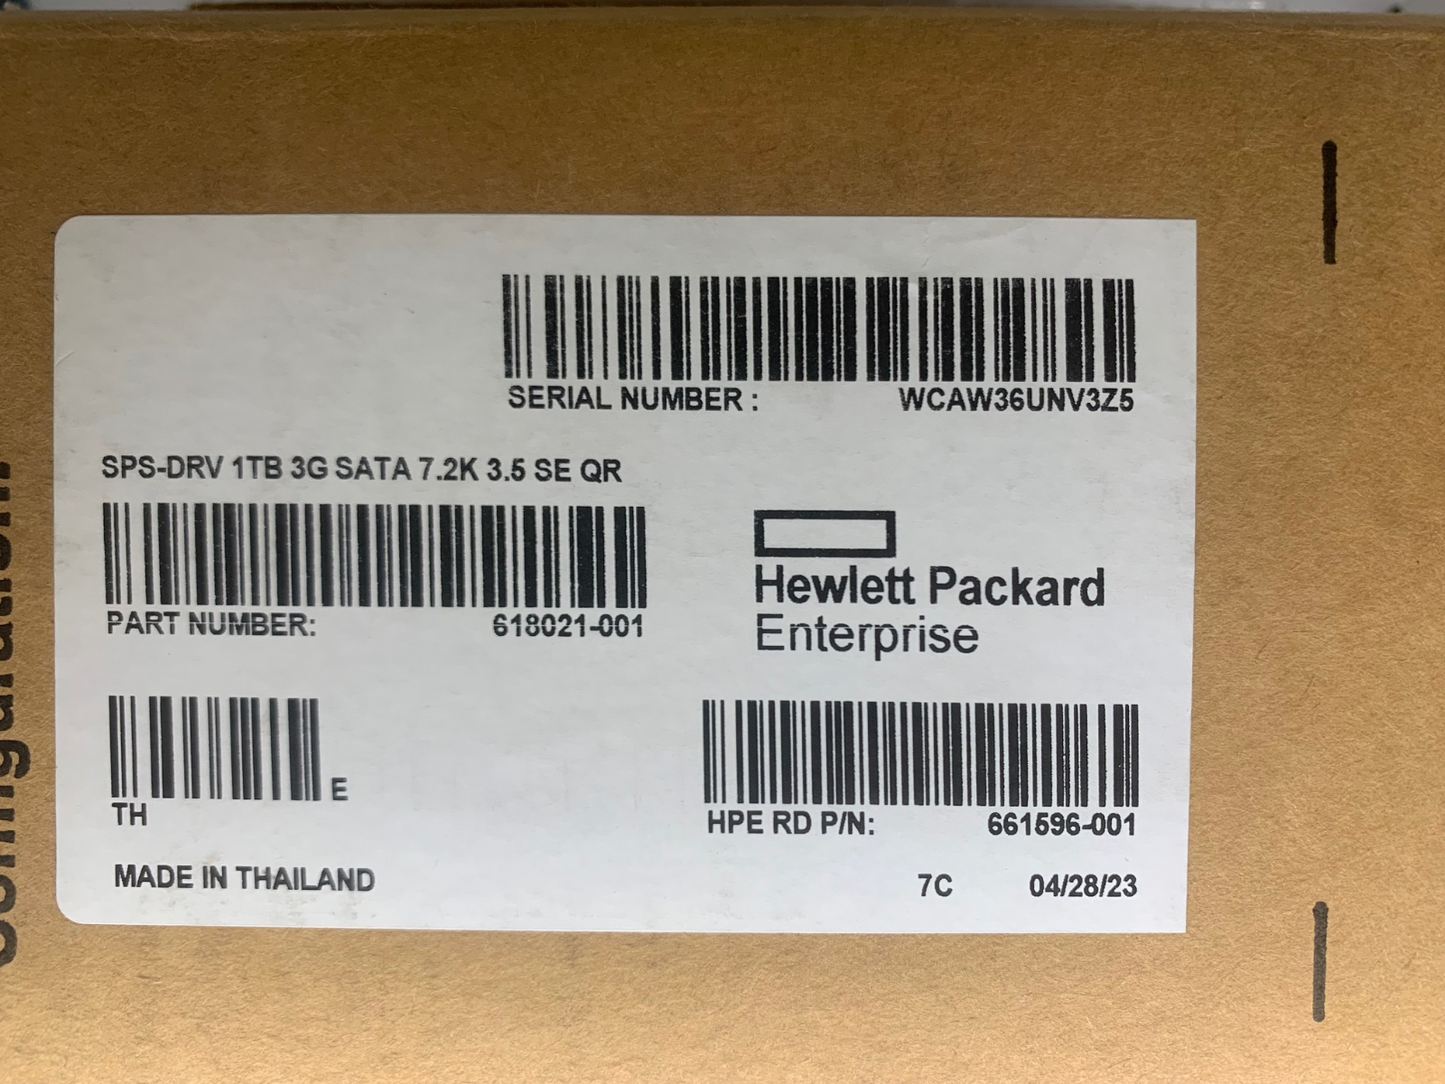 SERIAL NUMBER : WCAW36UNV3Z5
SPS-DRV 1TB 3G SATA 7.2K 3.5 SE QR
PART NUMBER: 618021-001
Hewlett Packard
Enterprise
E
TH
HPE RD P/N: 661596-001
MADE IN THAILAND
7C 04/28/23